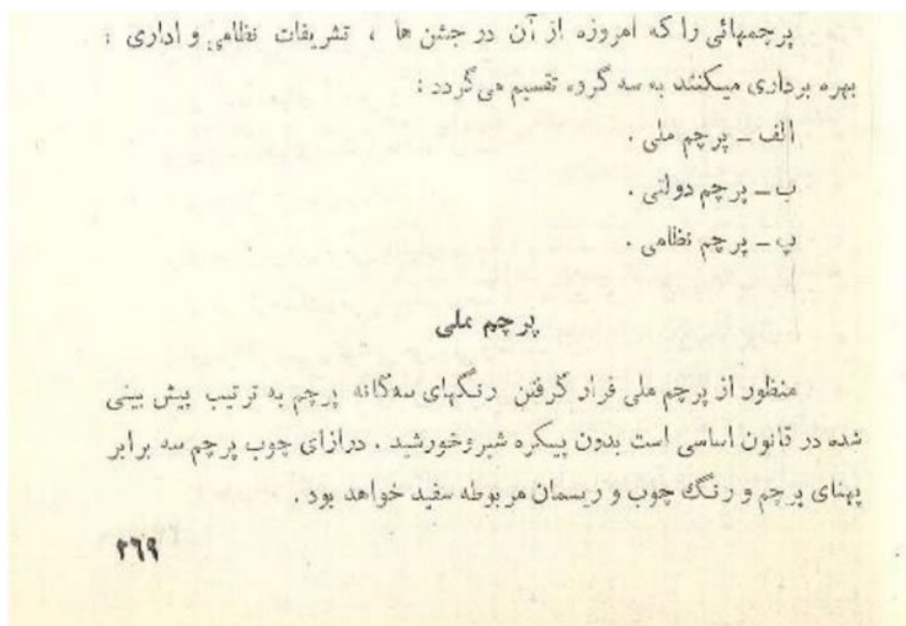 پرچمهائی را که امروزه از آن در جشن ها ، تشریفات نظامی و اداری :
بهره برداری میکنند به سه گروه تقسیم می‌گردد :
الف ــ پرچم ملی .
ب ــ پرچم دولتی .
پ ــ پرچم نظامی .
پرچم ملی
منظور از پرچم ملی قرار گرفتن رنگهای سه‌گانه پرچم به ترتیب پیش بینی
شده در قانون اساسی است بدون پیکره شیروخورشید . درازای چوب پرچم سه برابر
پهنای پرچم و رنگ چوب و ریسمان مربوطه سفید خواهد بود .
۲۶۹